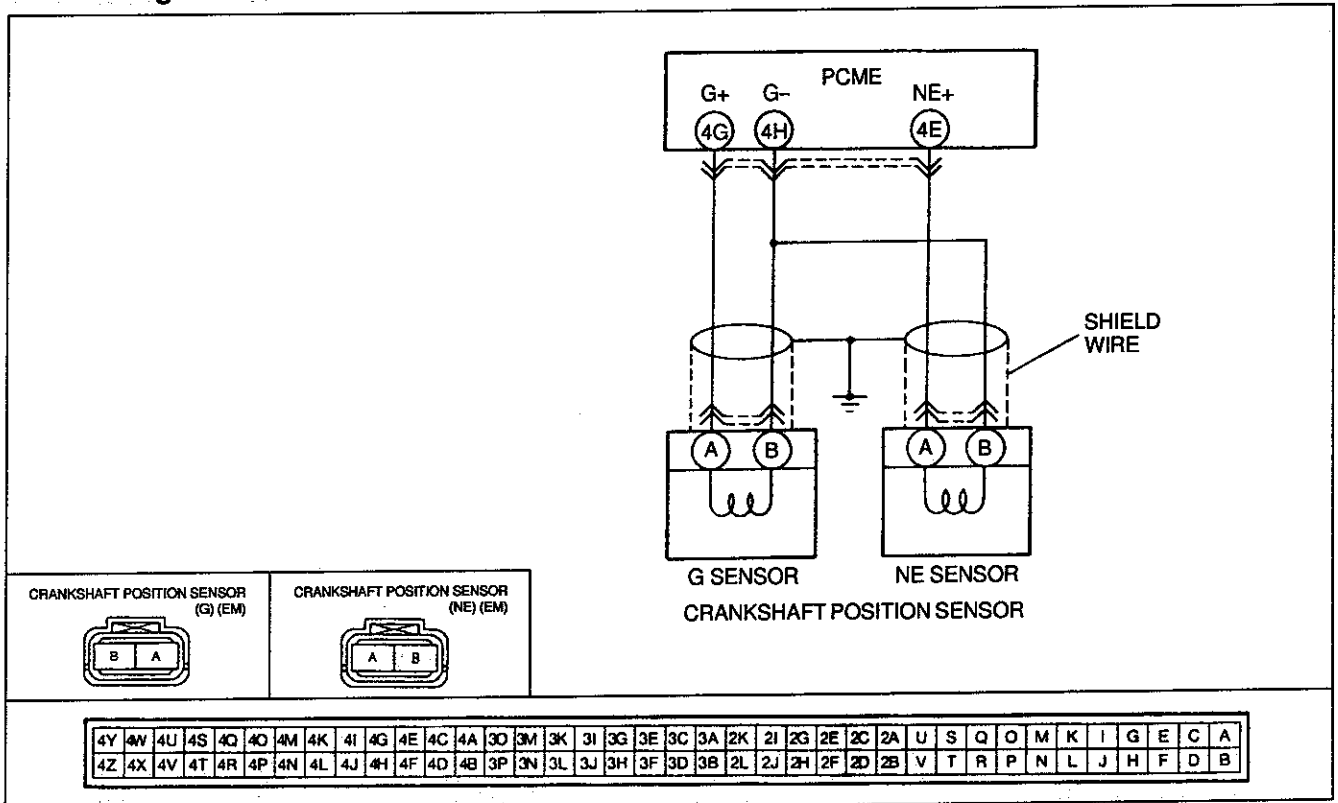 PCME
G+ G− NE+
4G 4H 4E
SHIELD
WIRE
A B A B
G SENSOR NE SENSOR
CRANKSHAFT POSITION SENSOR
CRANKSHAFT POSITION SENSOR
(G) (EM)
B A
CRANKSHAFT POSITION SENSOR
(NE) (EM)
A B
4Y 4W 4U 4S 4Q 4O 4M 4K 4I 4G 4E 4C 4A 3O 3M 3K 3I 3G 3E 3C 3A 2K 2I 2G 2E 2C 2A U S Q O M K I G E C A
4Z 4X 4V 4T 4R 4P 4N 4L 4J 4H 4F 4D 4B 3P 3N 3L 3J 3H 3F 3D 3B 2L 2J 2H 2F 2D 2B V T R P N L J H F D B